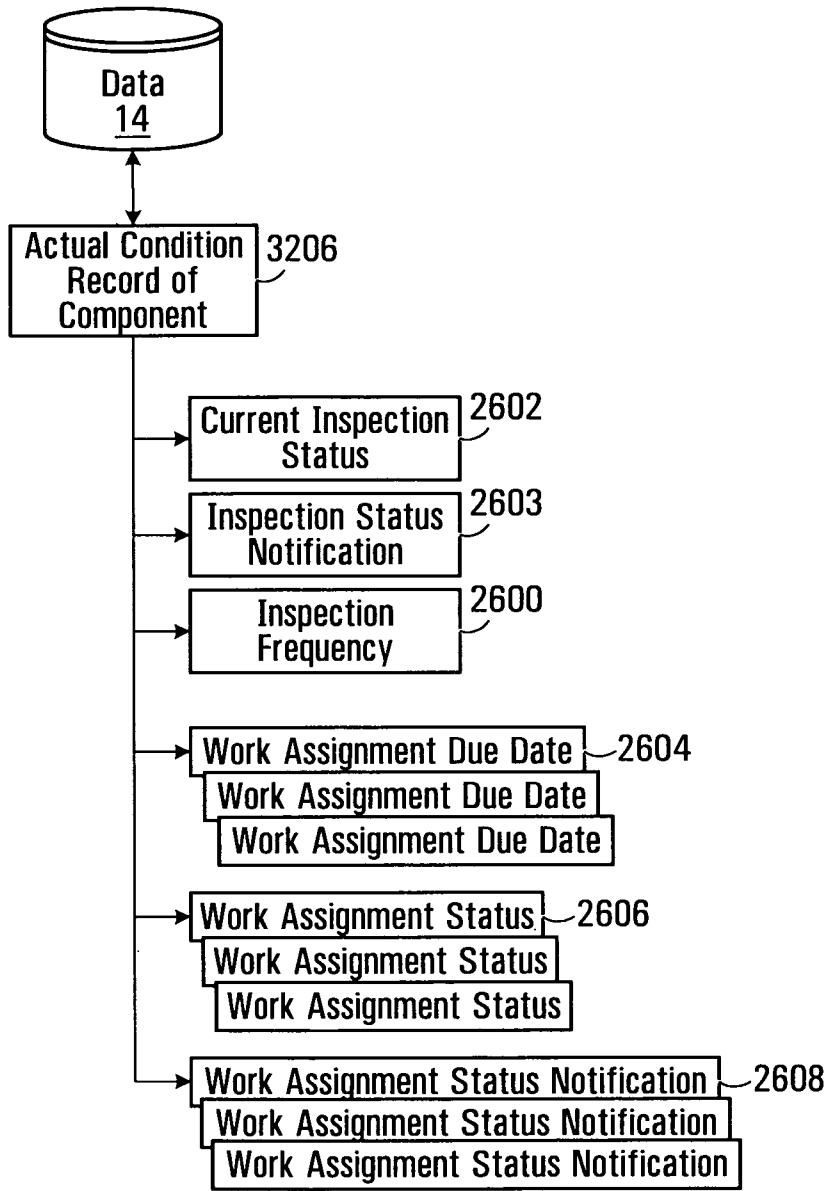 Data
14
Actual Condition
Record of
Component
3206
Current Inspection
Status
2602
Inspection Status
Notification
2603
Inspection
Frequency
2600
Work Assignment Due Date
2604
Work Assignment Due Date
Work Assignment Due Date
Work Assignment Status
2606
Work Assignment Status
Work Assignment Status
Work Assignment Status Notification
2608
Work Assignment Status Notification
Work Assignment Status Notification